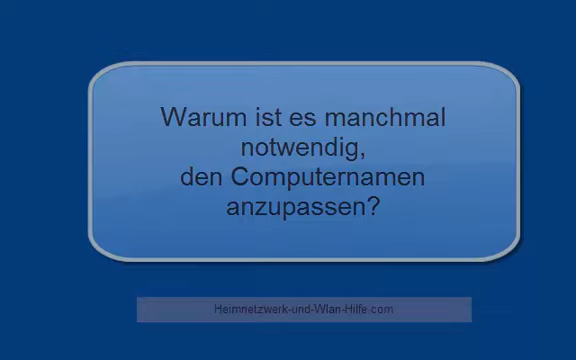 Warum ist es manchmal
notwendig,
den Computernamen
anzupassen?
Heimnetzwerk-und-Wlan-Hilfe.com